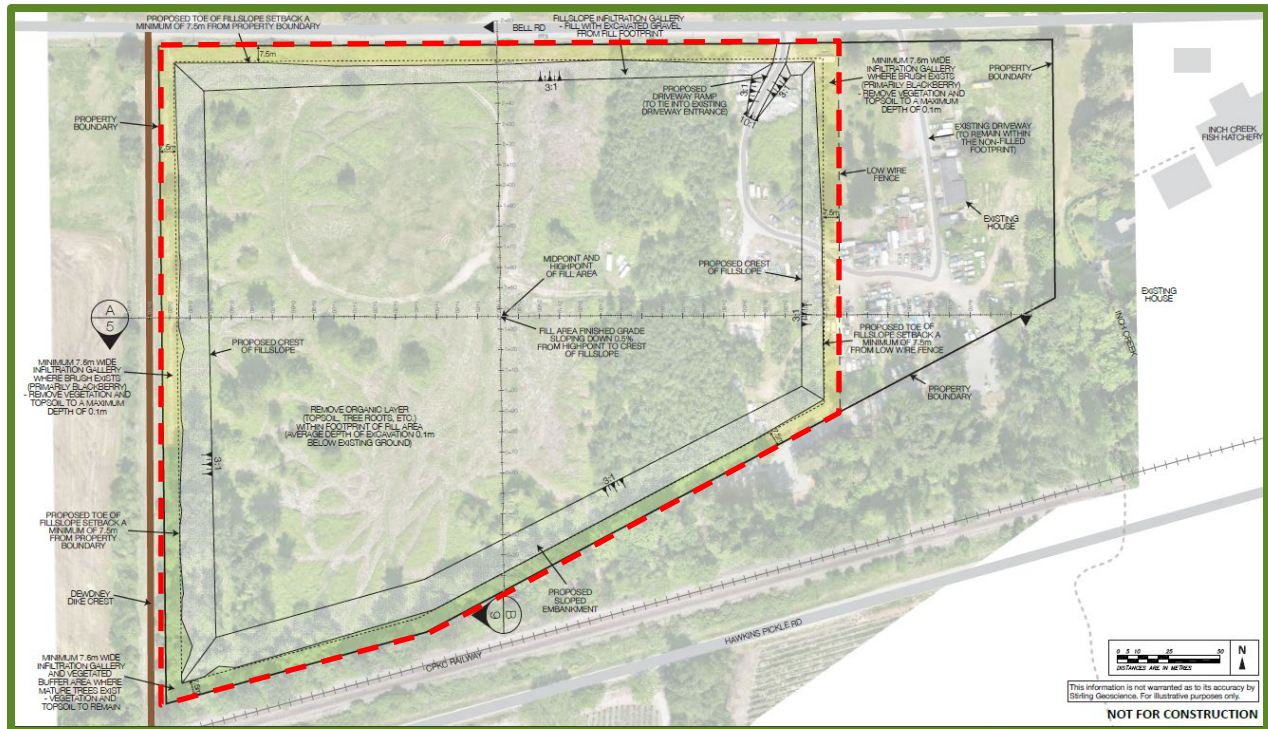 PROPOSED TOE OF FILLSLOPE SETBACK A
MINIMUM OF 7.5m FROM PROPERTY BOUNDARY
BELL RD
FILLSLOPE INFILTRATION GALLERY
- FILL WITH EXCAVATED GRAVEL
FROM FILL FOOTPRINT
7.5m
3:1
PROPOSED
DRIVEWAY RAMP
(TO TIE INTO EXISTING
DRIVEWAY ENTRANCE)
3:1
3:1
10:1
MINIMUM 7.5m WIDE
INFILTRATION GALLERY
WHERE BRUSH EXISTS
(PRIMARILY BLACKBERRY)
- REMOVE VEGETATION AND
TOPSOIL TO A MAXIMUM
DEPTH OF 0.1m
PROPERTY
BOUNDARY
PROPERTY
BOUNDARY
7.5m
EXISTING DRIVEWAY
(TO REMAIN WITHIN
THE NON-FILLED
FOOTPRINT)
INCH CREEK
FISH HATCHERY
LOW WIRE
FENCE
7.5m
EXISTING
HOUSE
MIDPOINT AND
HIGHPOINT
OF FILL AREA
PROPOSED CREST
OF FILLSLOPE
EXISTING
HOUSE
INCH CREEK
A
5
3:1
FILL AREA FINISHED GRADE
SLOPING DOWN 0.5%
FROM HIGHPOINT TO CREST
OF FILLSLOPE
PROPOSED TOE OF
FILLSLOPE SETBACK A
MINIMUM OF 7.5m
FROM LOW WIRE FENCE
PROPOSED CREST
OF FILLSLOPE
MINIMUM 7.5m WIDE
INFILTRATION GALLERY
WHERE BRUSH EXISTS
(PRIMARILY BLACKBERRY)
- REMOVE VEGETATION AND
TOPSOIL TO A MAXIMUM
DEPTH OF 0.1m
PROPERTY
BOUNDARY
REMOVE ORGANIC LAYER
(TOPSOIL, TREE ROOTS, ETC.)
WITHIN FOOTPRINT OF FILL AREA
(AVERAGE DEPTH OF EXCAVATION 0.1m
BELOW EXISTING GROUND)
7.5m
3:1
3:1
PROPOSED TOE OF
FILLSLOPE SETBACK A
MINIMUM OF 7.5m
FROM PROPERTY
BOUNDARY
DEWDNEY
DIKE CREST
PROPOSED
SLOPED
EMBANKMENT
B
6
HAWKINS PICKLE RD
CPKC RAILWAY
MINIMUM 7.5m WIDE
INFILTRATION GALLERY
AND VEGETATED
BUFFER AREA WHERE
MATURE TREES EXIST
- VEGETATION AND
TOPSOIL TO REMAIN
7.5m
0 5 10 25 50
DISTANCES ARE IN METRES
N
This information is not warranted as to its accuracy by
Stirling Geoscience. For illustrative purposes only.
NOT FOR CONSTRUCTION